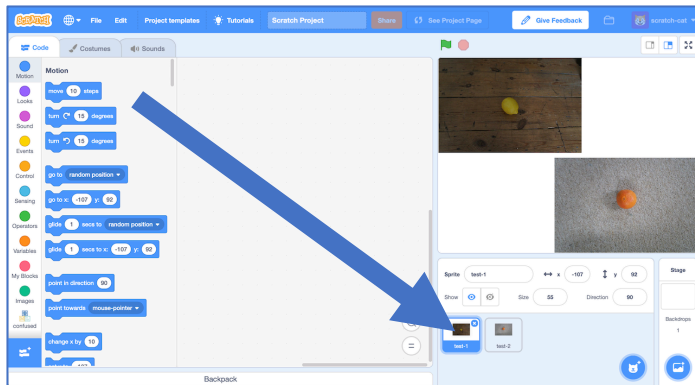 SCRATCH File Edit Project templates Tutorials Scratch Project Share See Project Page Give Feedback scratch-cat
Code Costumes Sounds
Motion
Looks
Sound
Events
Control
Sensing
Operators
Variables
My Blocks
Images
confused
Motion
move 10 steps
turn 15 degrees
turn 15 degrees
go to random position
go to x: -107 y: 92
glide 1 secs to random position
glide 1 secs to x: -107 y: 92
point in direction 90
point towards mouse-pointer
change x by 10
Backpack
Sprite test-1 x -107 y 92
Show Size 55 Direction 90
test-1 test-2
Stage
Backdrops
1